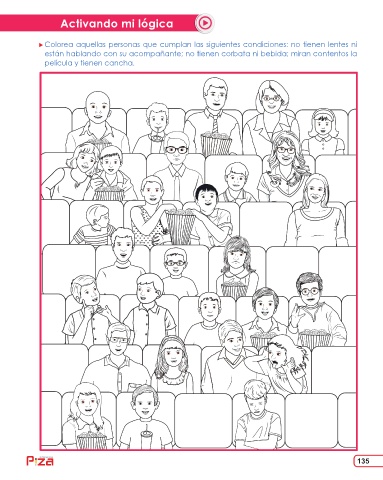 Activando mi lógica
Colorea aquellas personas que cumplan las siguientes condiciones: no tienen lentes ni
están hablando con su acompañante; no tienen corbata ni bebida; miran contentos la
película y tienen cancha.
Piza
135